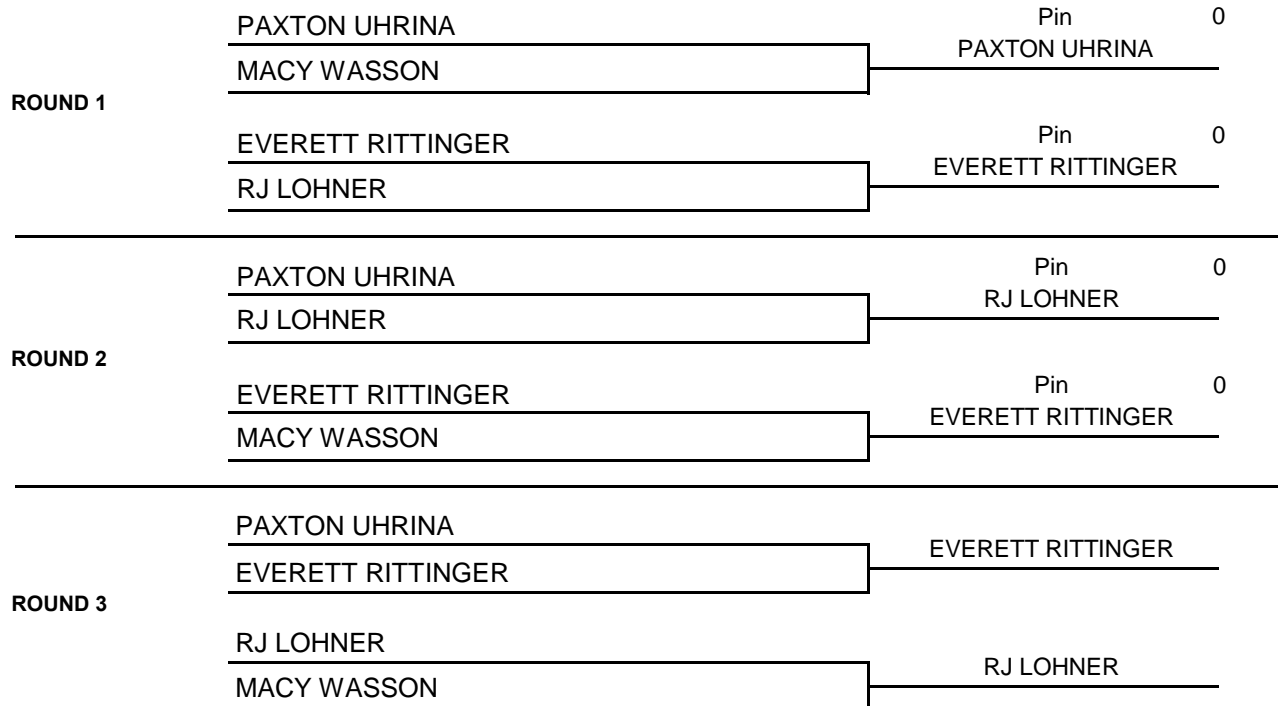 PAXTON UHRINA
Pin 0
PAXTON UHRINA
MACY WASSON
ROUND 1
EVERETT RITTINGER
Pin 0
EVERETT RITTINGER
RJ LOHNER
PAXTON UHRINA
Pin 0
RJ LOHNER
RJ LOHNER
ROUND 2
EVERETT RITTINGER
Pin 0
EVERETT RITTINGER
MACY WASSON
PAXTON UHRINA
EVERETT RITTINGER
EVERETT RITTINGER
ROUND 3
RJ LOHNER
RJ LOHNER
MACY WASSON